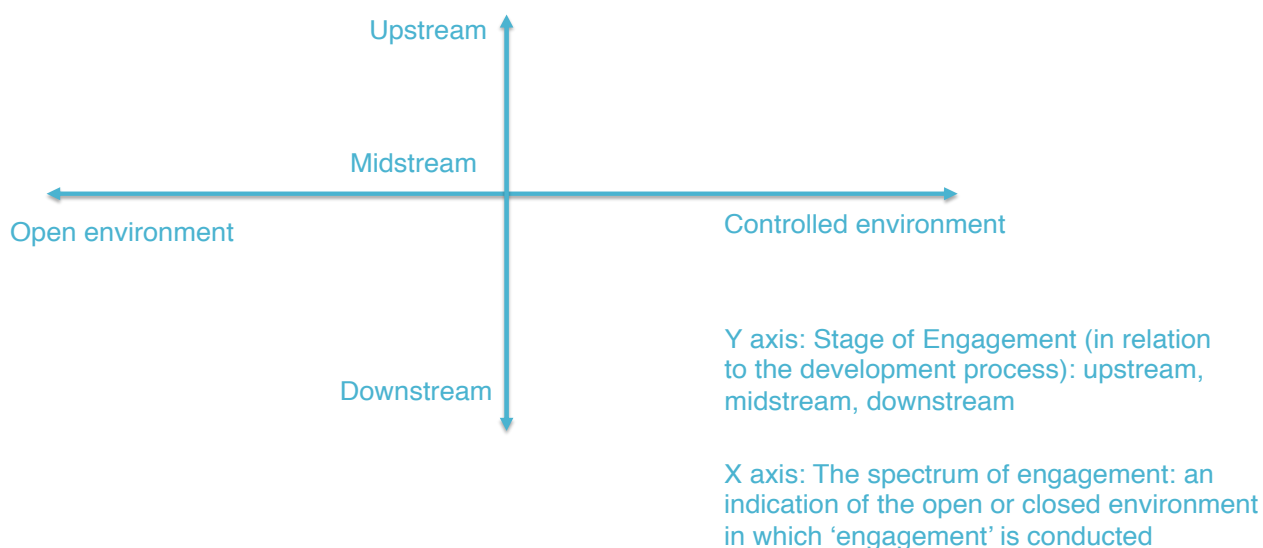 Upstream
Midstream
Open environment
Controlled environment
Y axis: Stage of Engagement (in relation
to the development process): upstream,
midstream, downstream
Downstream
X axis: The spectrum of engagement: an
indication of the open or closed environment
in which ‘engagement’ is conducted